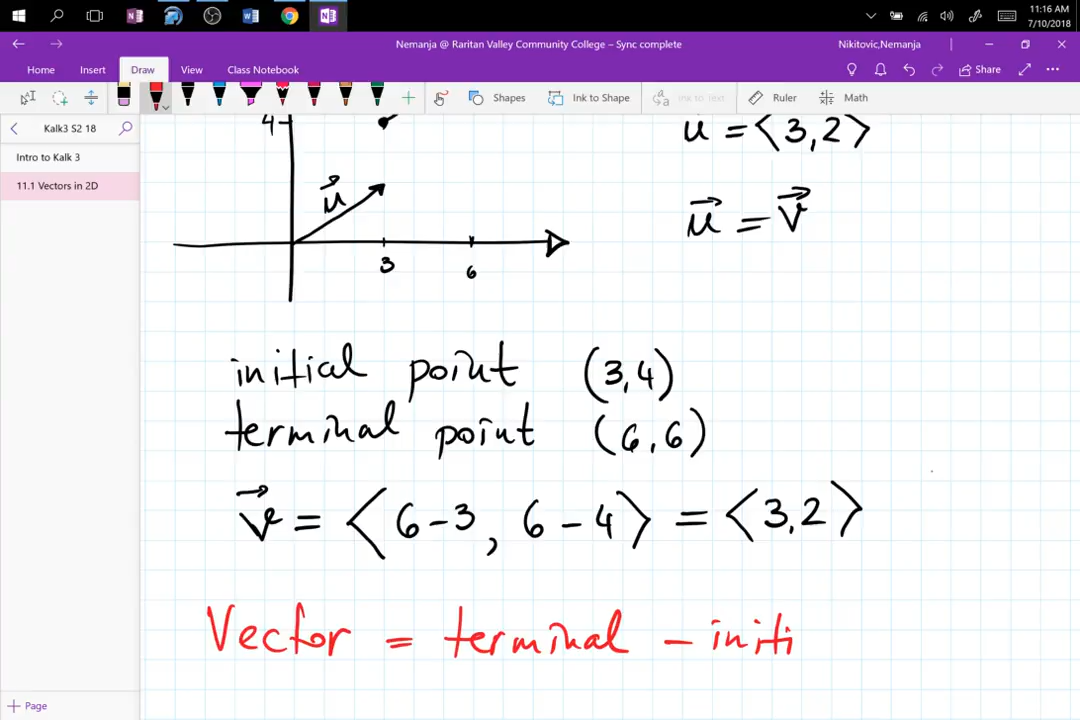 11:16 AM
7/10/2018
Nemanja @ Raritan Valley Community College – Sync complete
Nikitovic,Nemanja
Home Insert Draw View Class Notebook
Share
Shapes Ink to Shape Ink to Text Ruler Math
Kalk3 S2 18
Intro to Kalk 3
11.1 Vectors in 2D
4
u = ⟨3,2⟩
u⃗
u⃗ = v⃗
3 6
initial point (3,4)
terminal point (6,6)
v⃗ = ⟨6-3, 6-4⟩ = ⟨3,2⟩
Vector = terminal - initi
Page